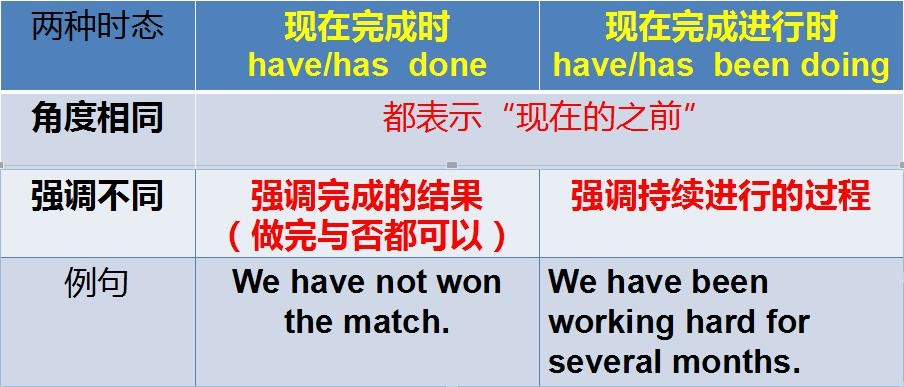 两种时态
现在完成时
have/has done
现在完成进行时
have/has been doing
角度相同
都表示“现在的之前”
强调不同
强调完成的结果
（做完与否都可以）
强调持续进行的过程
例句
We have not won
the match.
We have been
working hard for
several months.